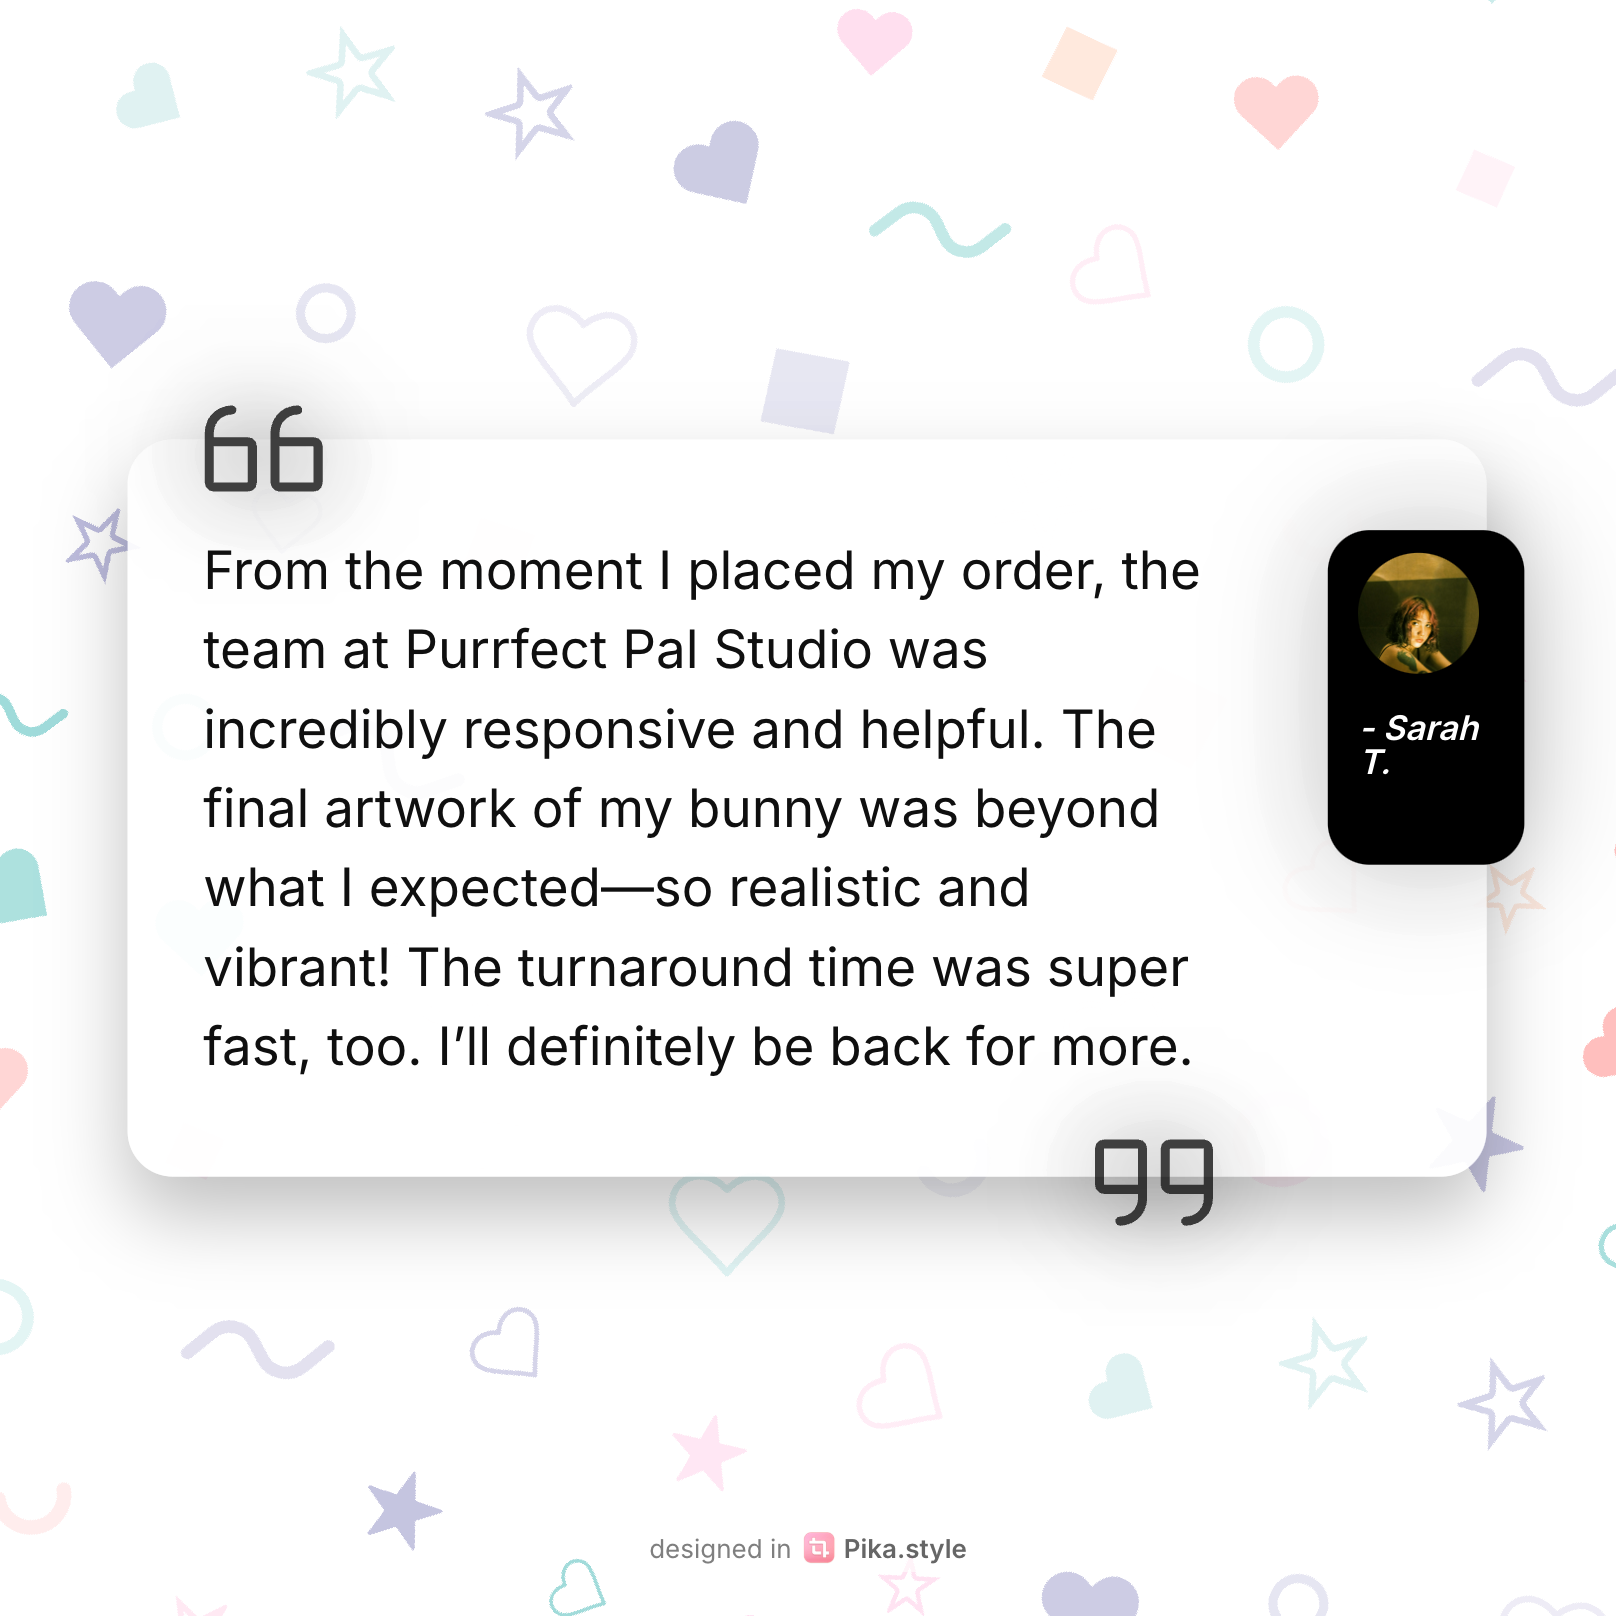 From the moment I placed my order, the
team at Purrfect Pal Studio was
incredibly responsive and helpful. The
final artwork of my bunny was beyond
what I expected—so realistic and
vibrant! The turnaround time was super
fast, too. I’ll definitely be back for more.
- Sarah
T.
designed in Pika.style